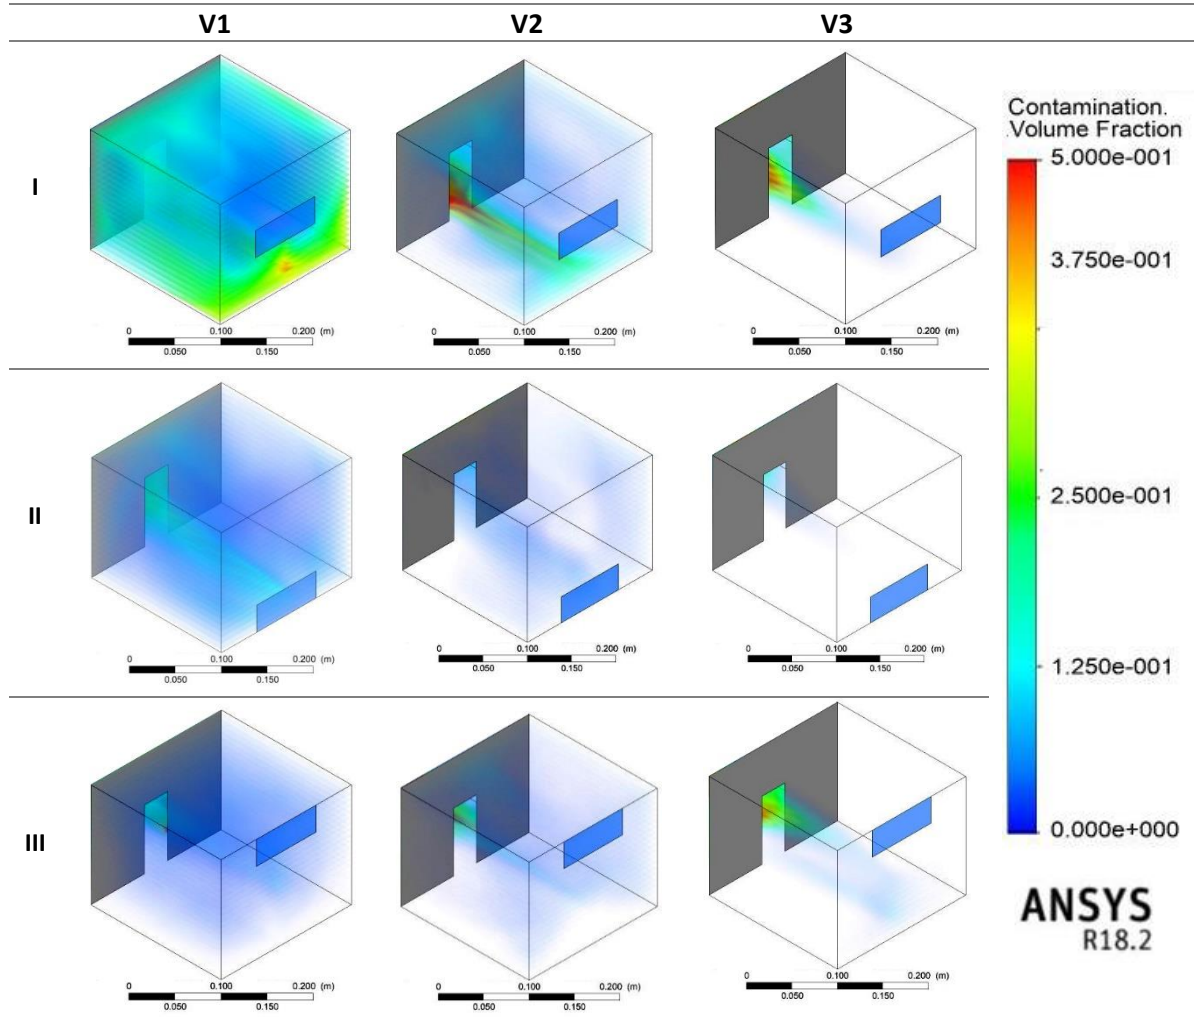 V1 V2 V3
Contamination.
.Volume Fraction
5.000e-001
3.750e-001
2.500e-001
1.250e-001
0.000e+000
ANSYS
R18.2
I
0 0.100 0.200 (m)
0.050 0.150
0 0.100 0.200 (m)
0.050 0.150
0 0.100 0.200 (m)
0.050 0.150
II
0 0.100 0.200 (m)
0.050 0.150
0 0.100 0.200 (m)
0.050 0.150
0 0.100 0.200 (m)
0.050 0.150
III
0 0.100 0.200 (m)
0.050 0.150
0 0.100 0.200 (m)
0.050 0.150
0 0.100 0.200 (m)
0.050 0.150